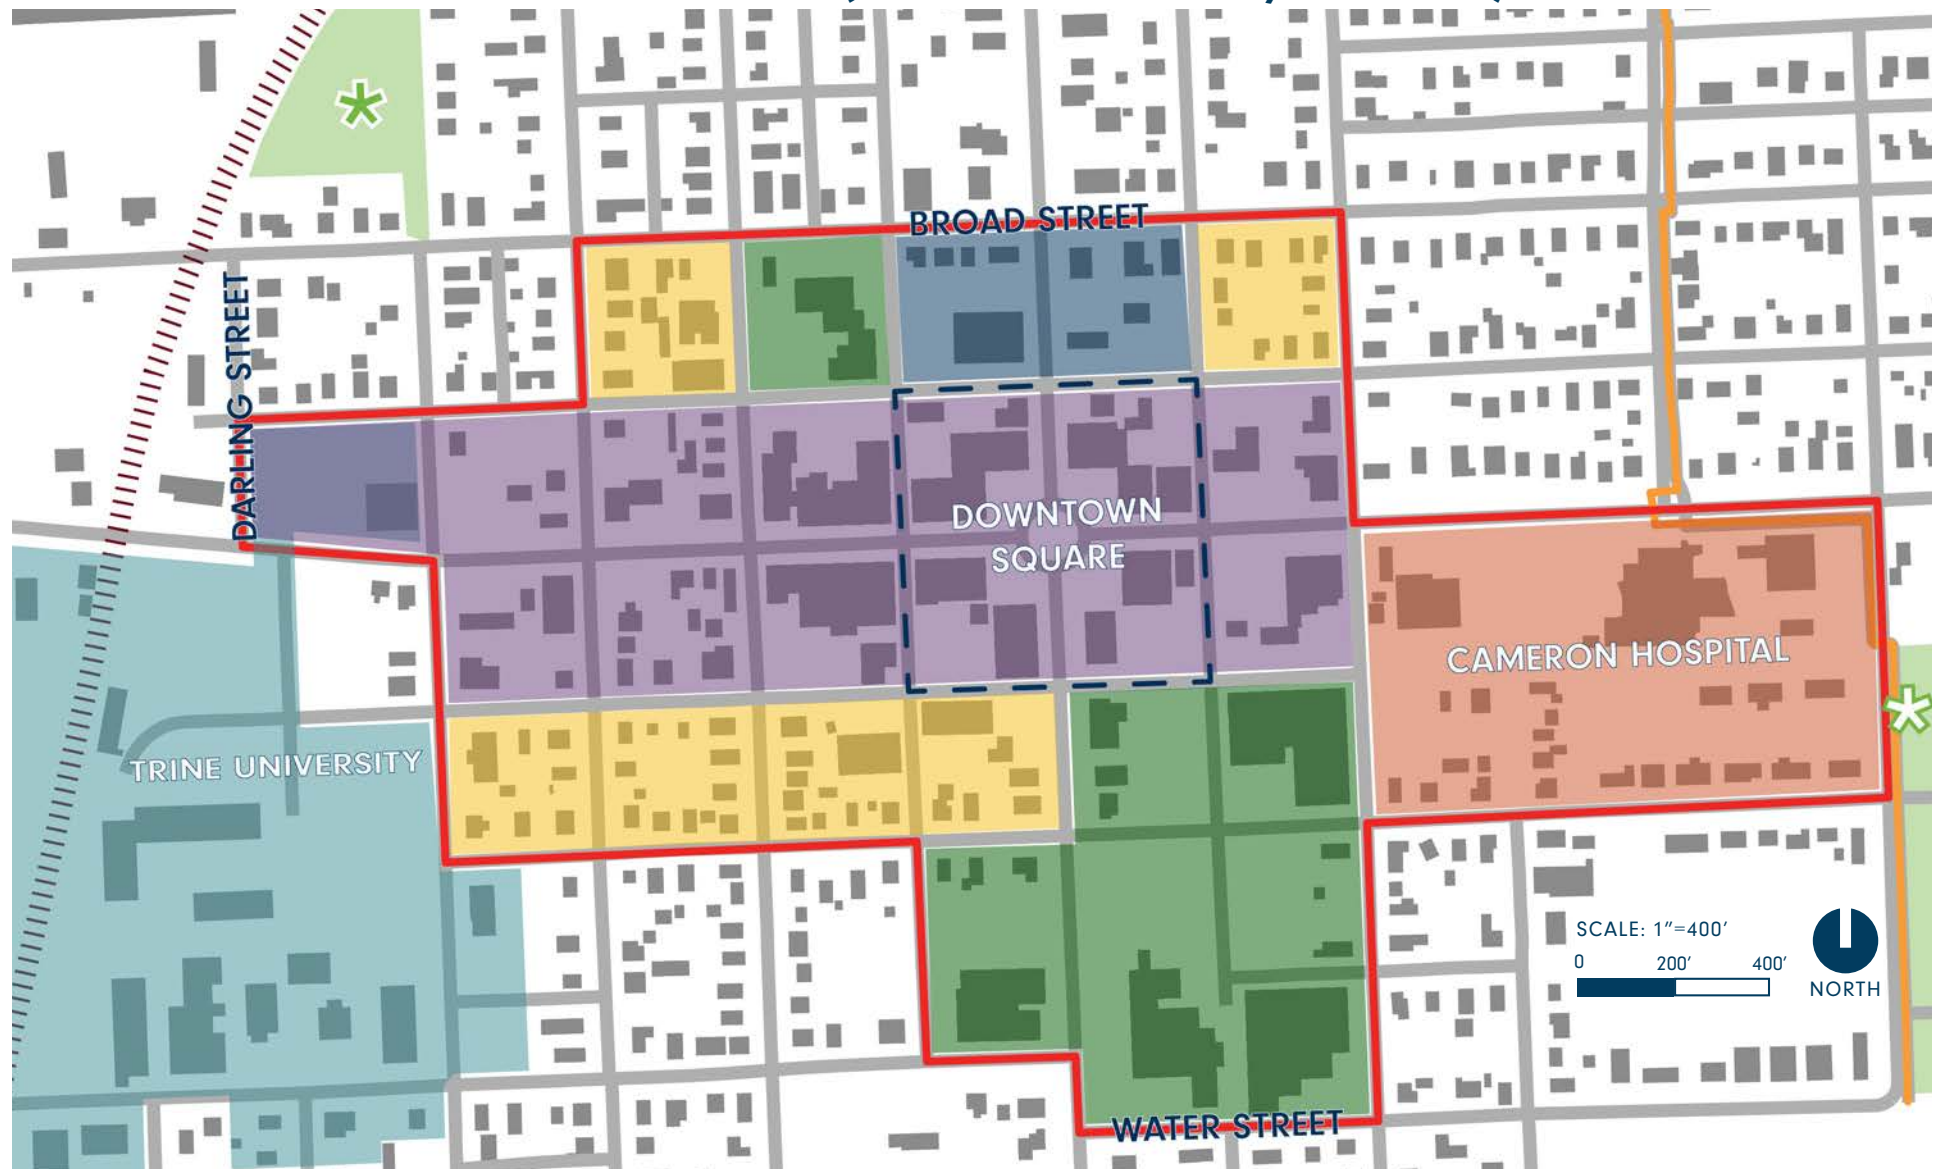 BROAD STREET
DARLING STREET
DOWNTOWN
SQUARE
CAMERON HOSPITAL
TRINE UNIVERSITY
SCALE: 1"=400'
0 200' 400'
NORTH
WATER STREET